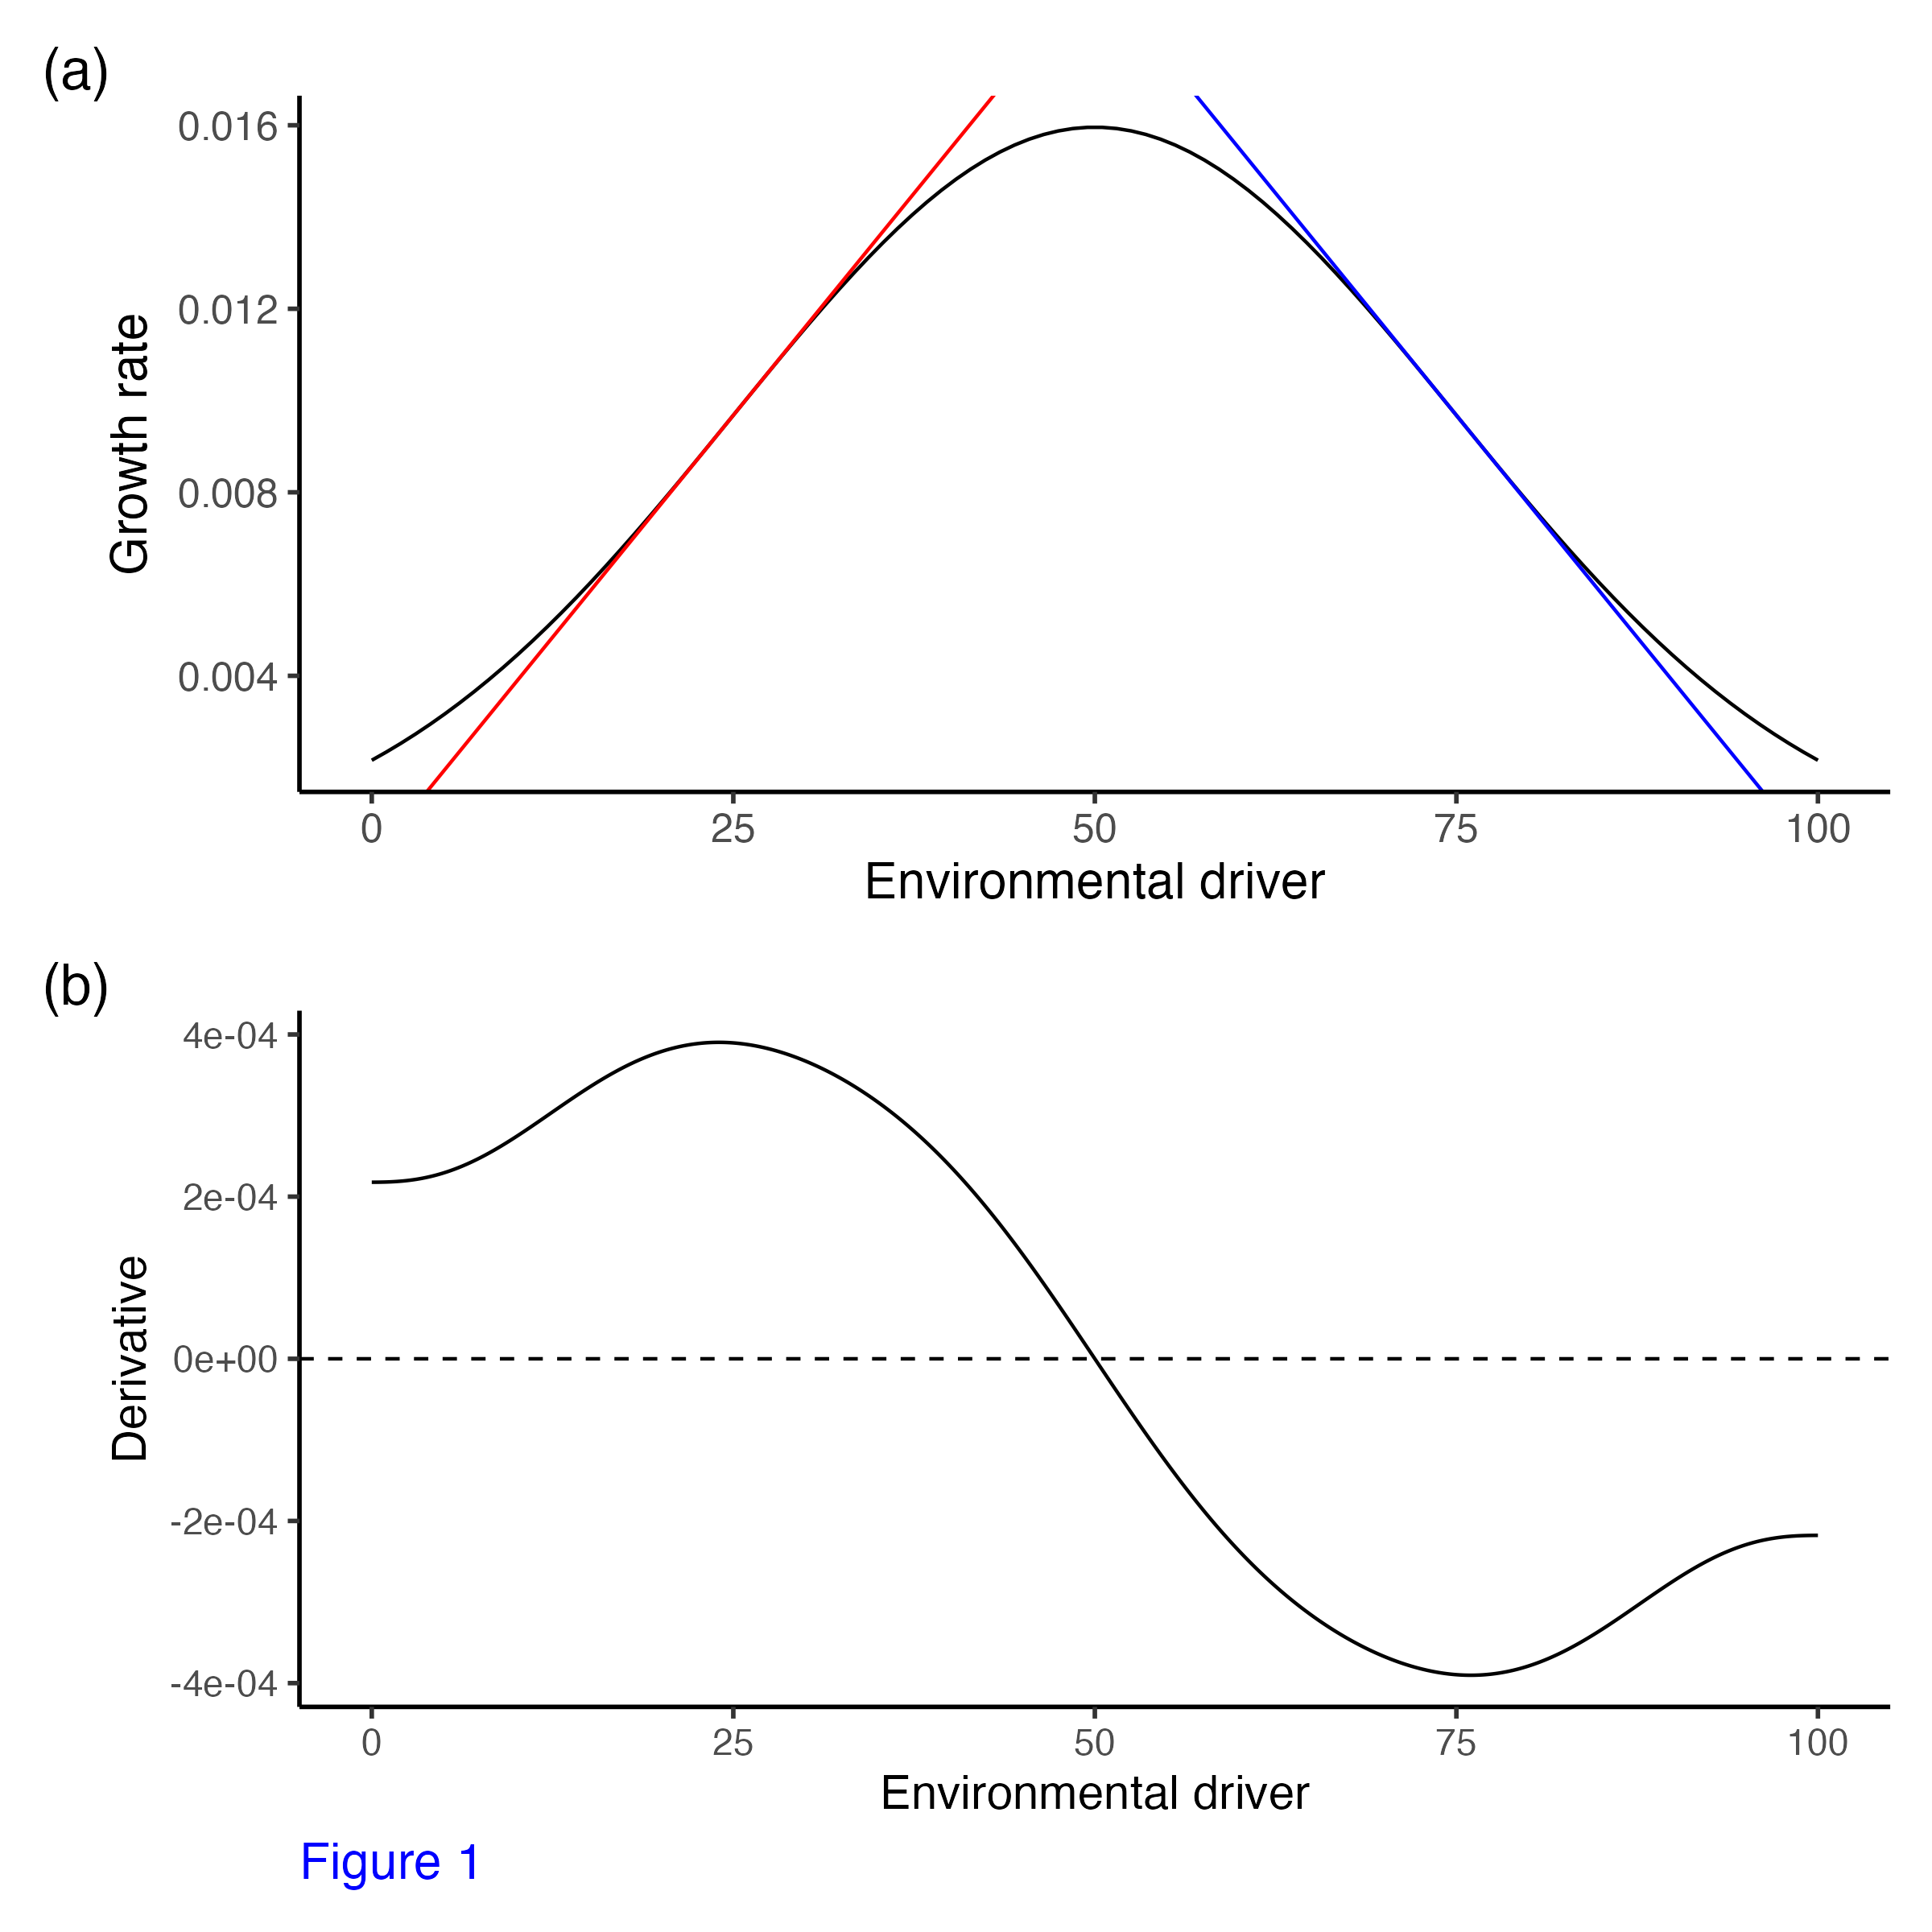 (a)
0.016
0.012
0.008
0.004
Growth rate
0 25 50 75 100
Environmental driver
(b)
4e-04
2e-04
0e+00
-2e-04
-4e-04
Derivative
0 25 50 75 100
Environmental driver
Figure 1